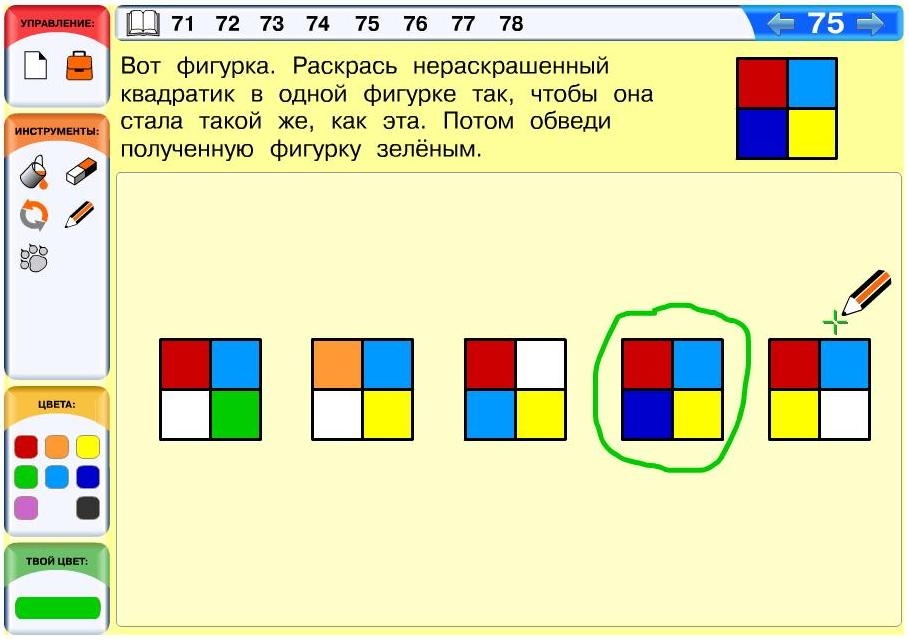 УПРАВЛЕНИЕ:
71 72 73 74 75 76 77 78
75
Вот фигурка. Раскрась нераскрашенный
квадратик в одной фигурке так, чтобы она
стала такой же, как эта. Потом обведи
полученную фигурку зелёным.
ИНСТРУМЕНТЫ:
ЦВЕТА:
ТВОЙ ЦВЕТ: